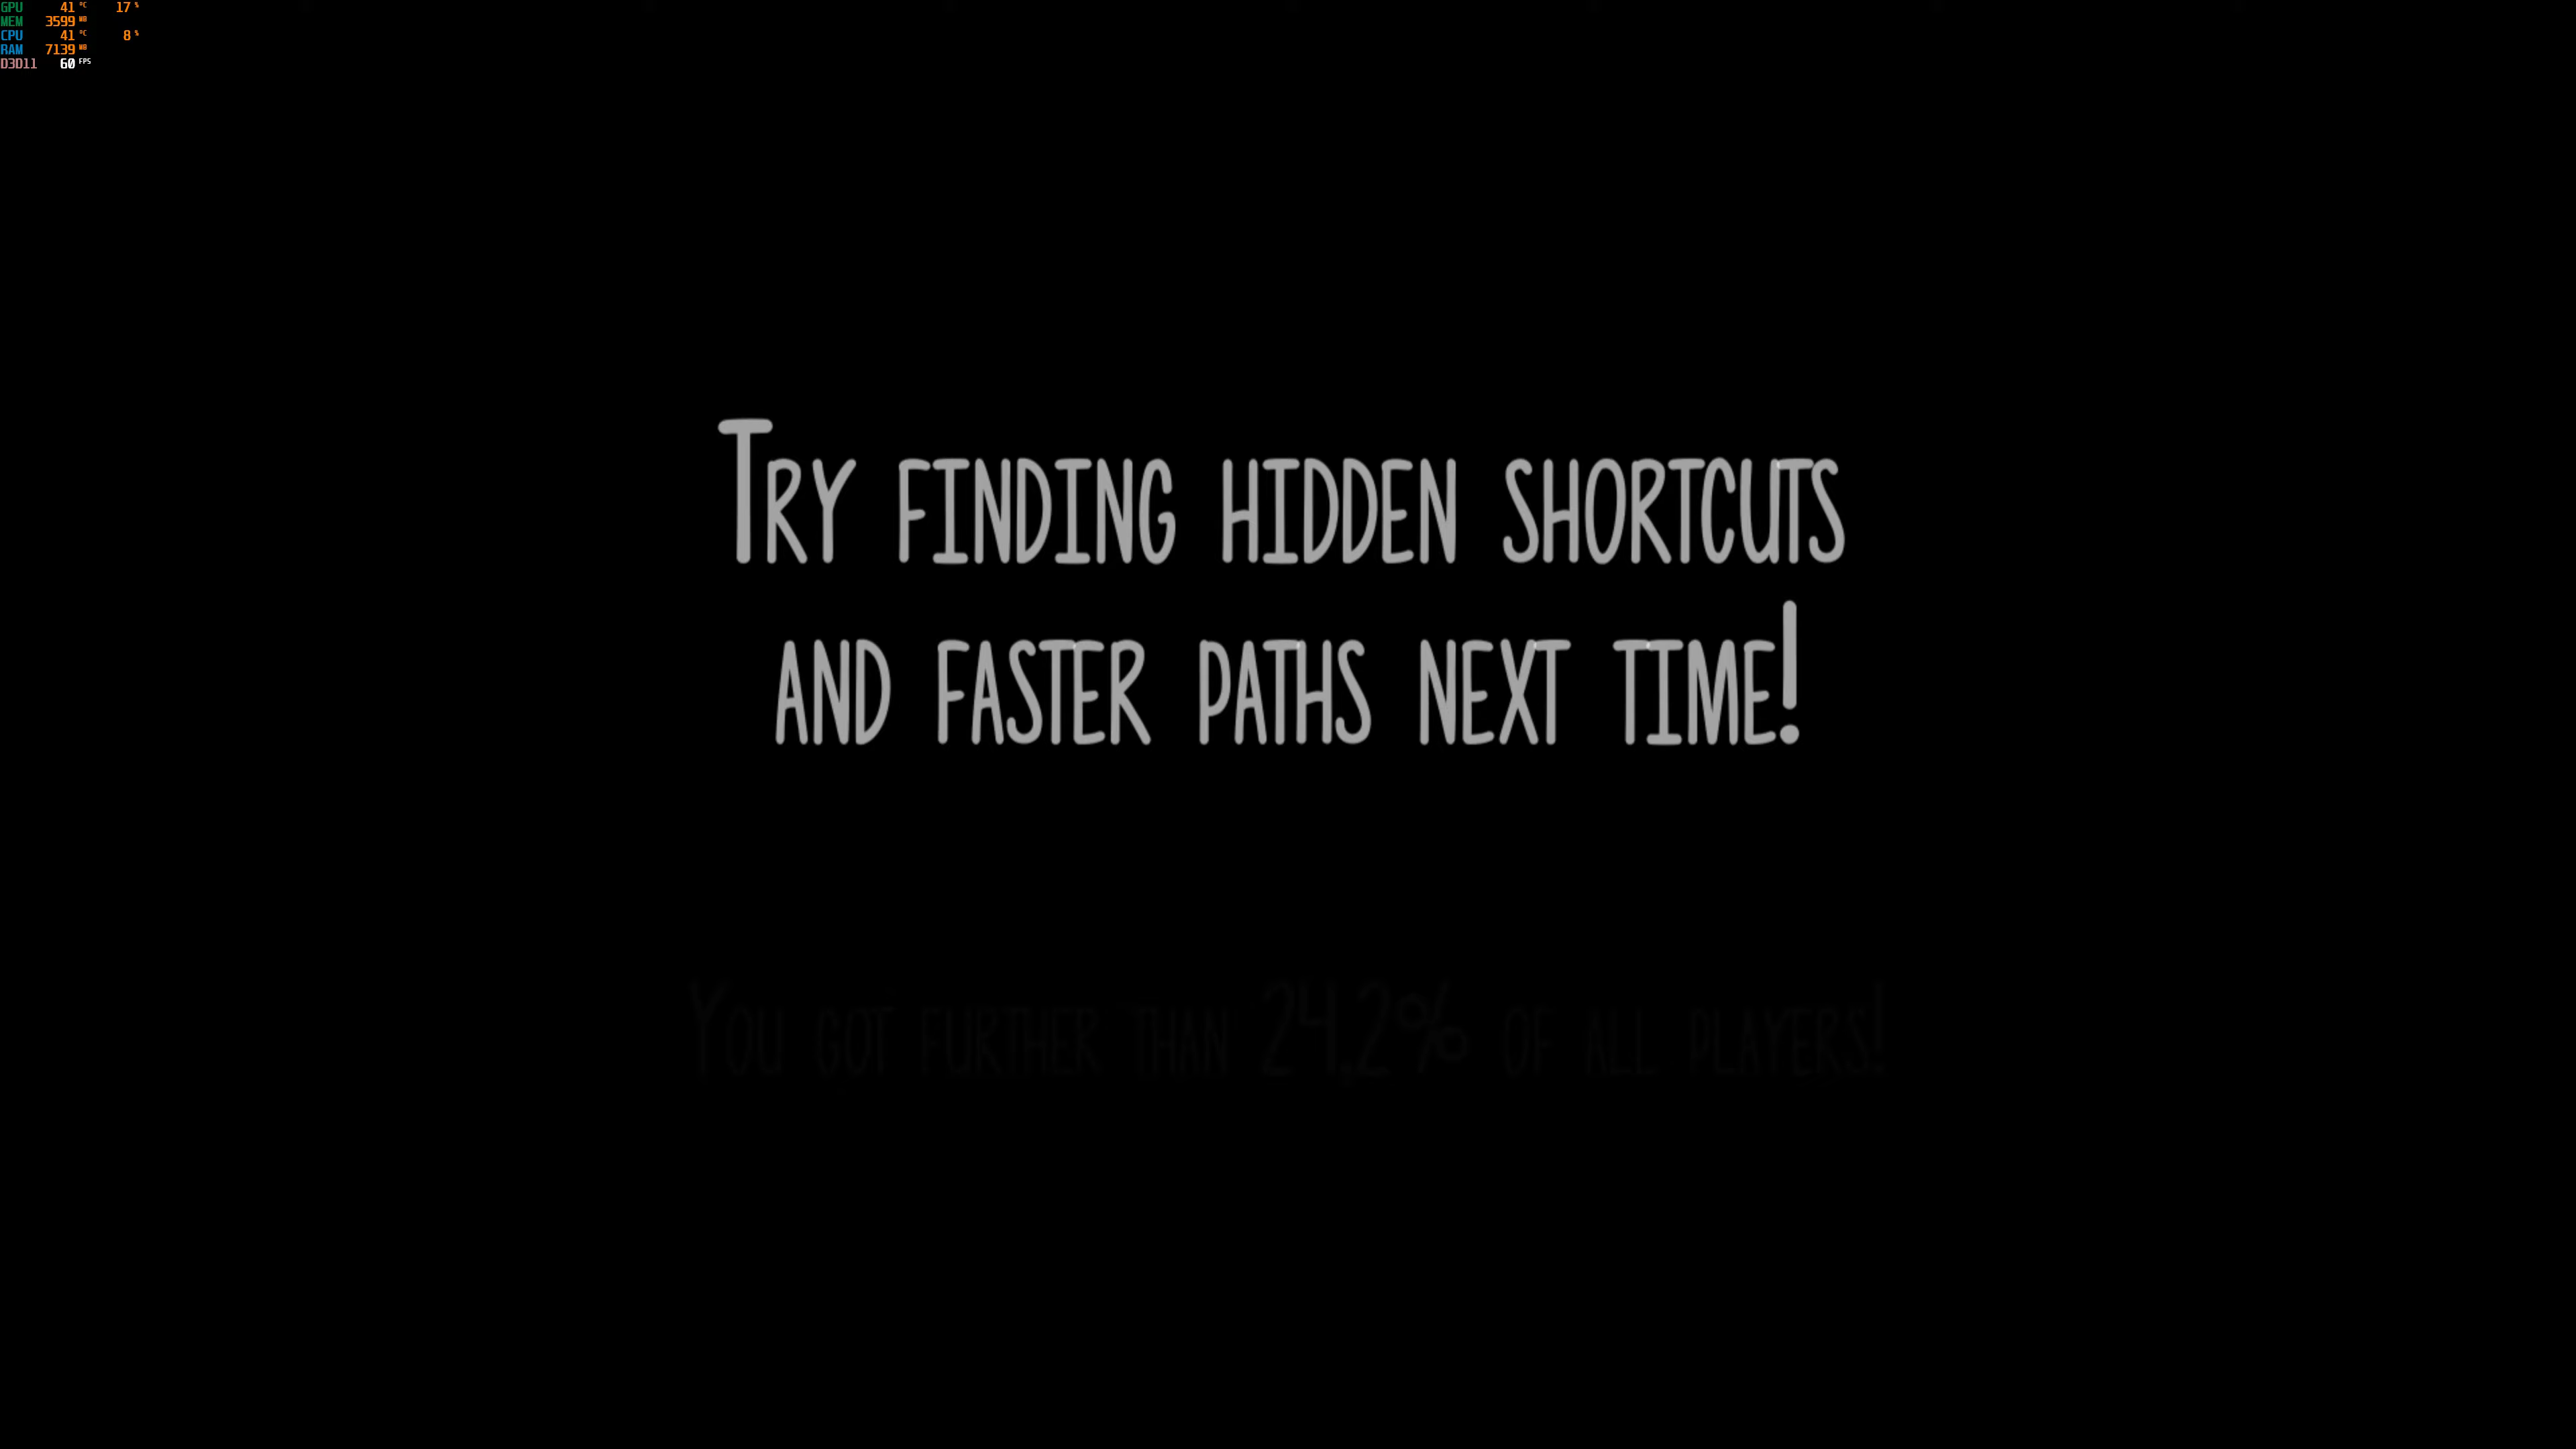 GPU 41 °C 17 %
MEM 3599 MB
CPU 41 °C 8 %
RAM 7139 MB
D3D11 60 FPS
Try finding hidden shortcuts
and faster paths next time!
You got further than 24,2% of all players!